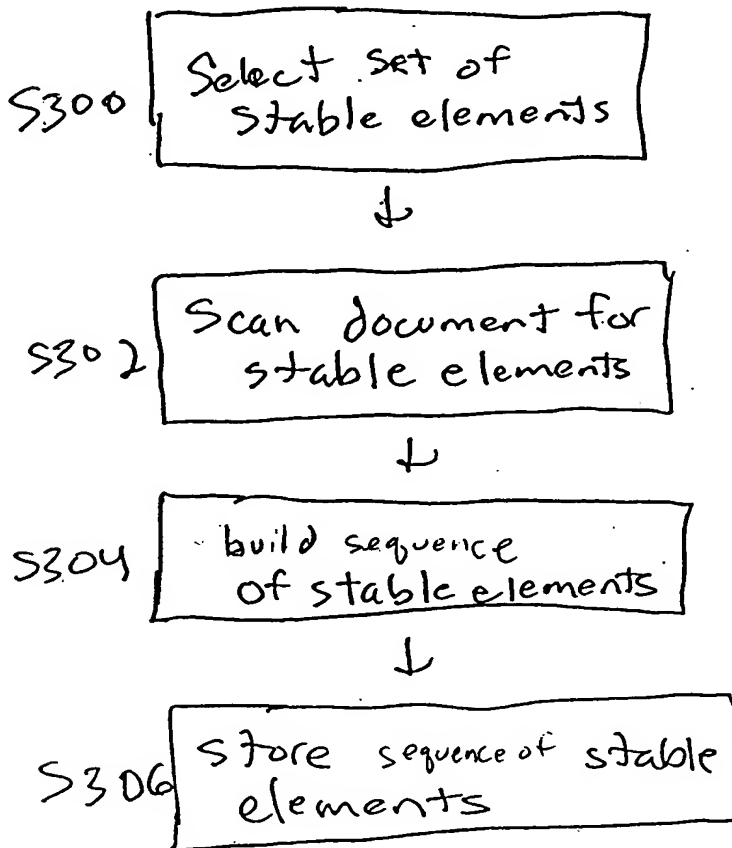 S300
Select set of
stable elements
S302
Scan document for
stable elements
S304
build sequence
of stable elements
S306
store sequence of stable
elements